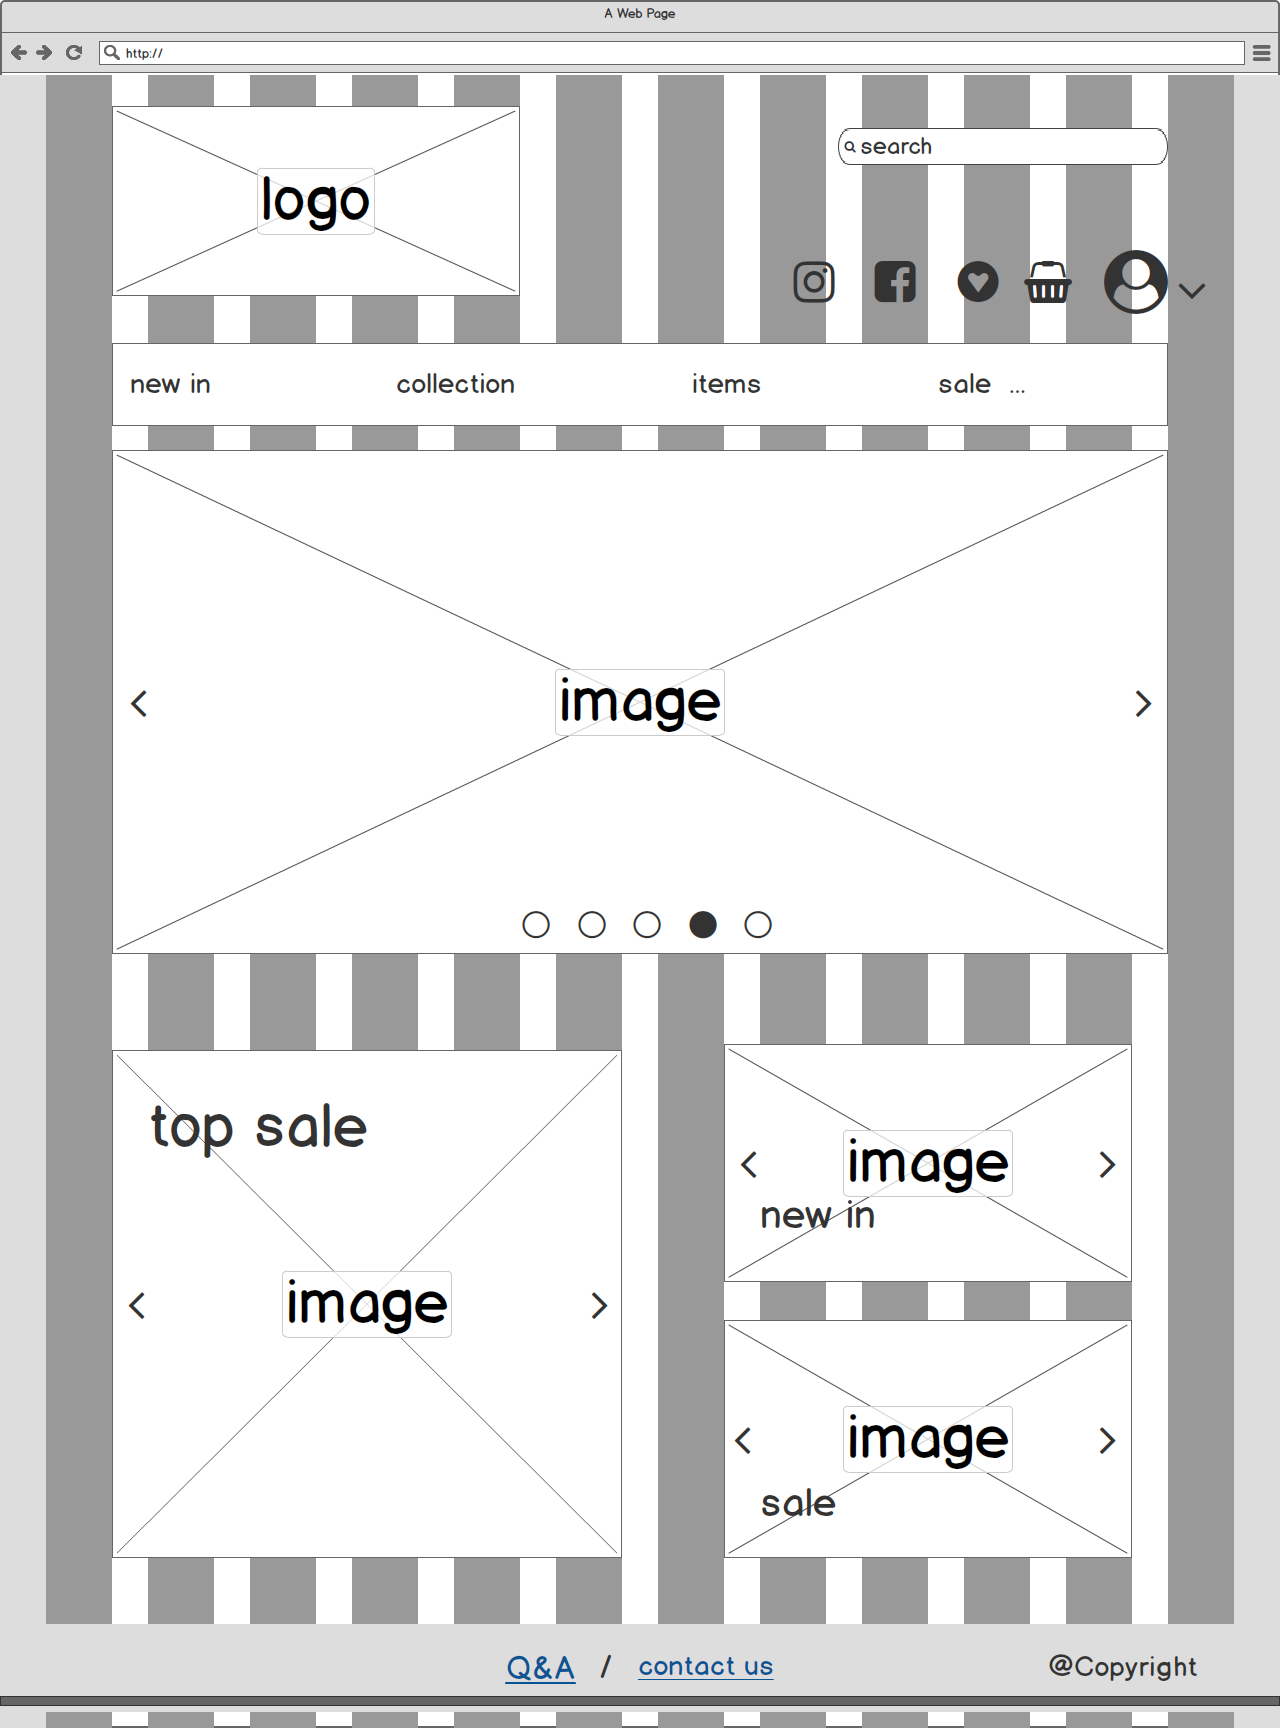 A Web Page
http://
logo
search
new in
collection
items
sale ...
image
top sale
image
image
new in
image
sale
Q&A / contact us
@Copyright